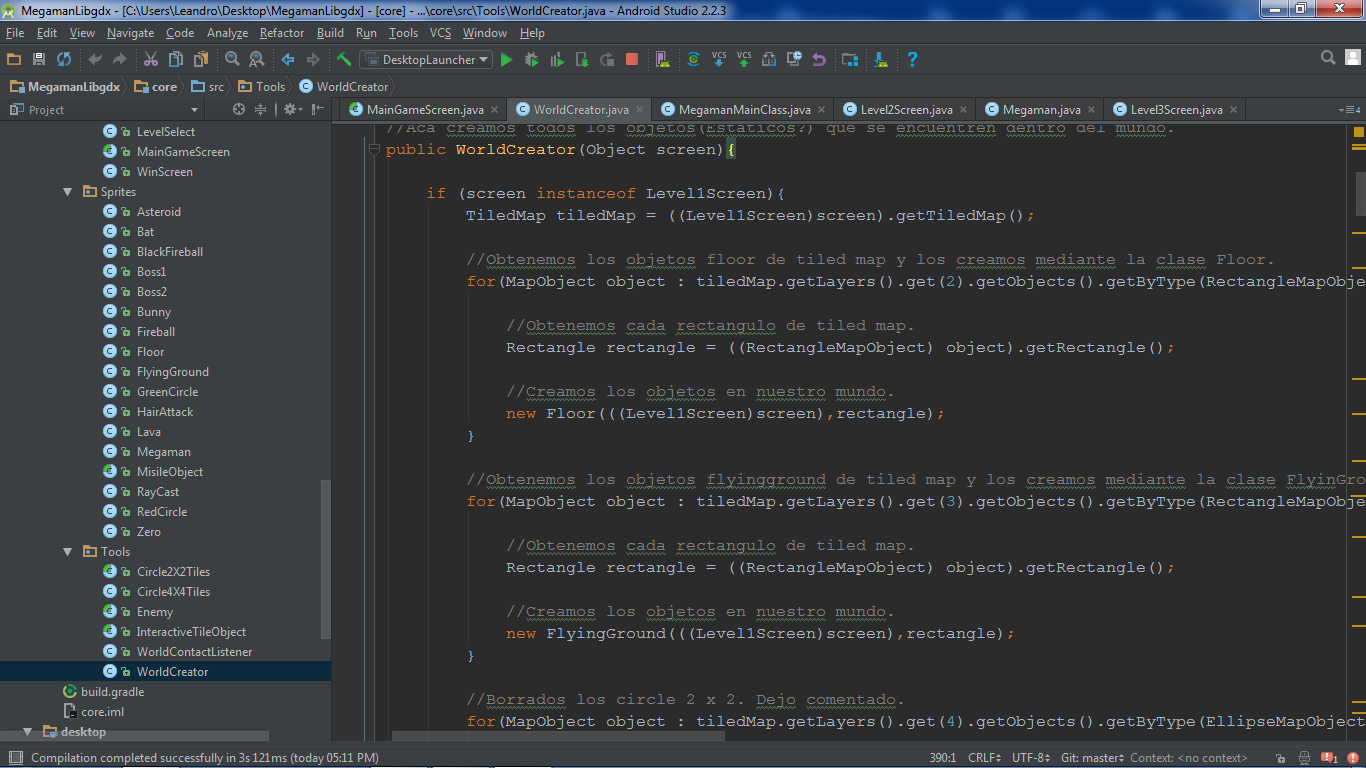 MegamanLibgdx - [C:\Users\Leandro\Desktop\MegamanLibgdx] - [core] - ...\core\src\Tools\WorldCreator.java - Android Studio 2.2.3
File Edit View Navigate Code Analyze Refactor Build Run Tools VCS Window Help
DesktopLauncher
VCS VCS
MegamanLibgdx core src Tools WorldCreator
Project
MainGameScreen.java WorldCreator.java MegamanMainClass.java Level2Screen.java Megaman.java Level3Screen.java
4
LevelSelect
MainGameScreen
WinScreen
Sprites
Asteroid
Bat
BlackFireball
Boss1
Boss2
Bunny
Fireball
Floor
FlyingGround
GreenCircle
HairAttack
Lava
Megaman
MisileObject
RayCast
RedCircle
Zero
Tools
Circle2X2Tiles
Circle4X4Tiles
Enemy
InteractiveTileObject
WorldContactListener
WorldCreator
build.gradle
core.iml
desktop
//Aca creamos todos los objetos(Estaticos?) que se encuentren dentro del mundo.
public WorldCreator(Object screen){
if (screen instanceof Level1Screen){
TiledMap tiledMap = ((Level1Screen)screen).getTiledMap();
//Obtenemos los objetos floor de tiled map y los creamos mediante la clase Floor.
for(MapObject object : tiledMap.getLayers().get(2).getObjects().getByType(RectangleMapObje
//Obtenemos cada rectangulo de tiled map.
Rectangle rectangle = ((RectangleMapObject) object).getRectangle();
//Creamos los objetos en nuestro mundo.
new Floor(((Level1Screen)screen),rectangle);
}
//Obtenemos los objetos flyingground de tiled map y los creamos mediante la clase FlyinGro
for(MapObject object : tiledMap.getLayers().get(3).getObjects().getByType(RectangleMapObje
//Obtenemos cada rectangulo de tiled map.
Rectangle rectangle = ((RectangleMapObject) object).getRectangle();
//Creamos los objetos en nuestro mundo.
new FlyingGround(((Level1Screen)screen),rectangle);
}
//Borrados los circle 2 x 2. Dejo comentado.
for(MapObject object : tiledMap.getLayers().get(4).getObjects().getByType(EllipseMapObject
Compilation completed successfully in 3s 121ms (today 05:11 PM) 390:1 CRLF UTF-8 Git: master Context: <no context> 1